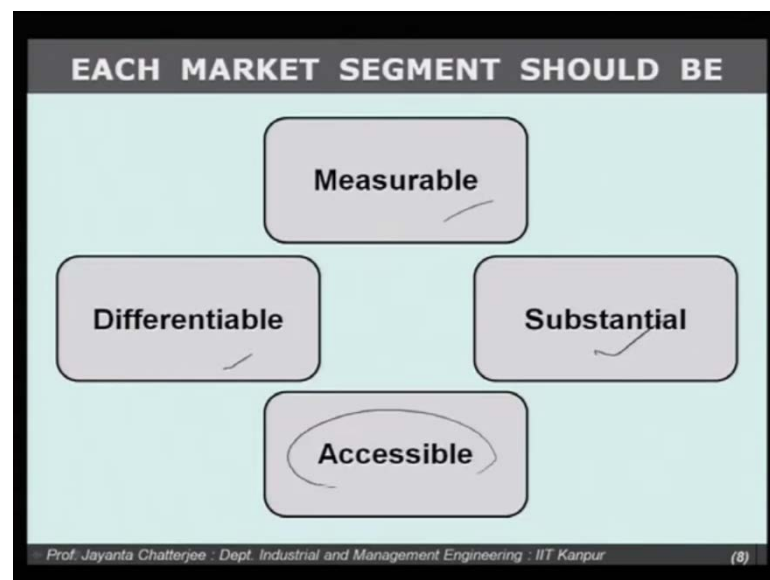 EACH MARKET SEGMENT SHOULD BE
Measurable
Differentiable
Substantial
Accessible
Prof. Jayanta Chatterjee : Dept. Industrial and Management Engineering : IIT Kanpur
(8)